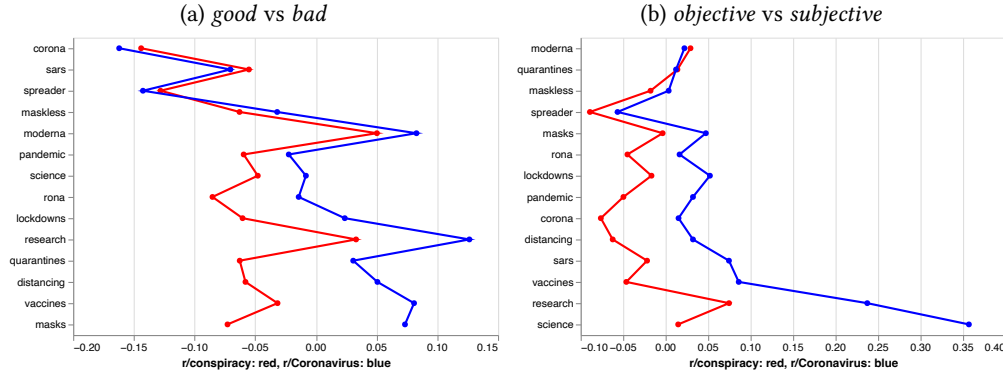 (a) good vs bad
corona
sars
spreader
maskless
moderna
pandemic
science
rona
lockdowns
research
quarantines
distancing
vaccines
masks
−0.20 −0.15 −0.10 −0.05 0.00 0.05 0.10 0.15
r/conspiracy: red, r/Coronavirus: blue
(b) objective vs subjective
moderna
quarantines
maskless
spreader
masks
rona
lockdowns
pandemic
corona
distancing
sars
vaccines
research
science
−0.10 −0.05 0.00 0.05 0.10 0.15 0.20 0.25 0.30 0.35 0.40
r/conspiracy: red, r/Coronavirus: blue